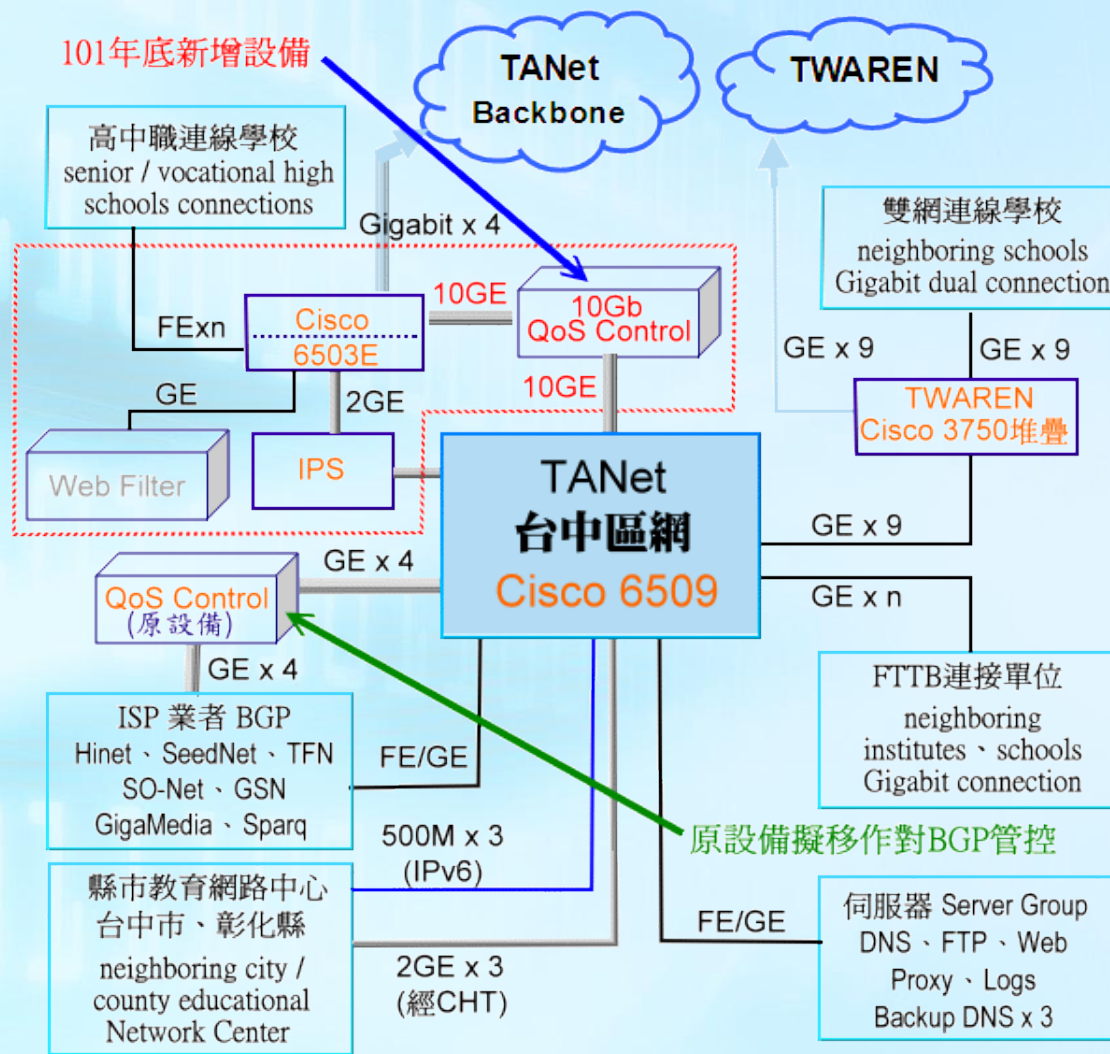 101年底新增設備
TANet
Backbone
TWAREN
高中職連線學校
senior / vocational high
schools connections
Gigabit x 4
雙網連線學校
neighboring schools
Gigabit dual connection
10GE
10Gb
QoS Control
Cisco
6503E
FExn
GE
2GE
10GE
GE x 9
GE x 9
TWAREN
Cisco 3750堆疊
Web Filter
IPS
TANet
台中區網
Cisco 6509
GE x 9
GE x 4
GE x n
QoS Control
(原設備)
GE x 4
ISP 業者 BGP
Hinet、SeedNet、TFN
SO-Net、GSN
GigaMedia、Sparq
FE/GE
FTTB連接單位
neighboring
institutes、schools
Gigabit connection
500M x 3
(IPv6)
原設備擬移作對BGP管控
縣市教育網路中心
台中市、彰化縣
neighboring city /
county educational
Network Center
2GE x 3
(經CHT)
FE/GE
伺服器 Server Group
DNS、FTP、Web
Proxy、Logs
Backup DNS x 3